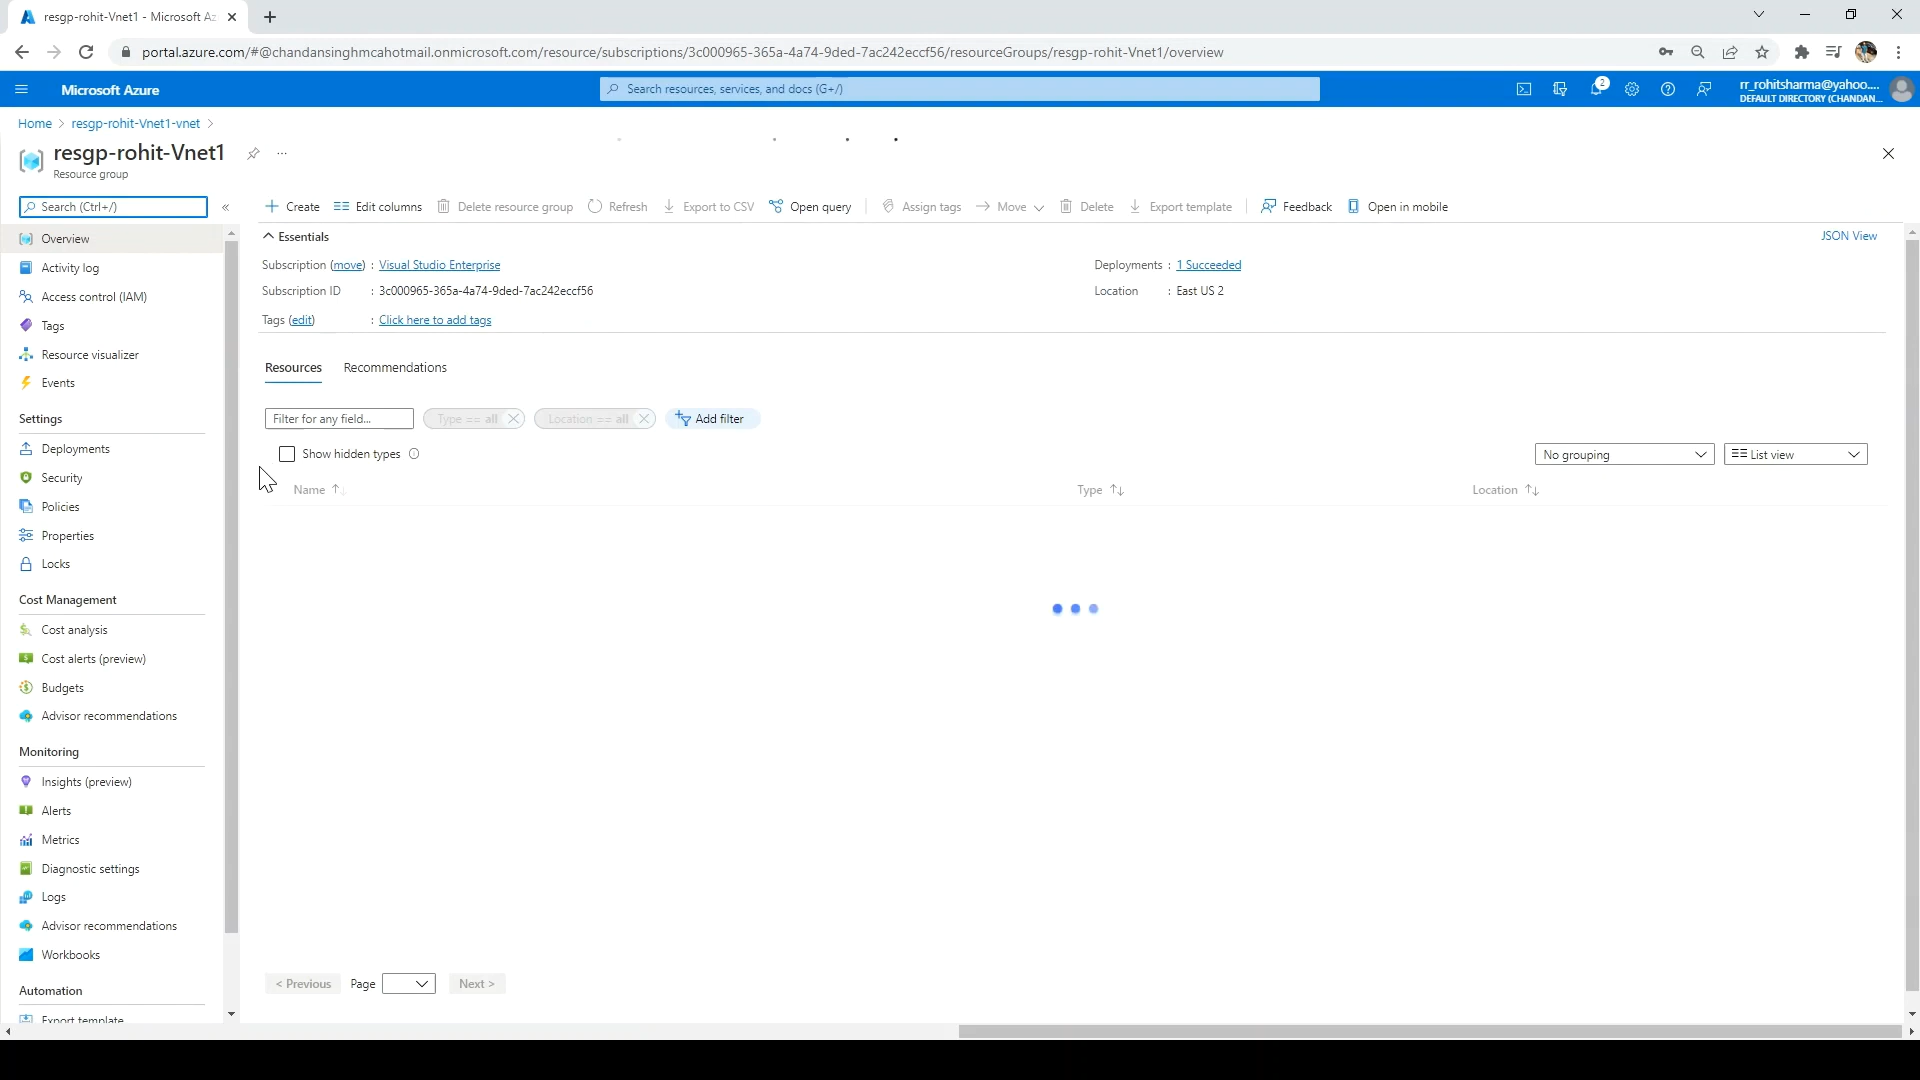 resgp-rohit-Vnet1 - Microsoft Az
portal.azure.com/#@chandansinghmcahotmail.onmicrosoft.com/resource/subscriptions/3c000965-365a-4a74-9ded-7ac242eccf56/resourceGroups/resgp-rohit-Vnet1/overview
Microsoft Azure
Search resources, services, and docs (G+/)
2
rr_rohitsharma@yahoo....
DEFAULT DIRECTORY (CHANDAN...
Home > resgp-rohit-Vnet1-vnet >
resgp-rohit-Vnet1
Resource group
Search (Ctrl+/)
Create Edit columns Delete resource group Refresh Export to CSV Open query Assign tags Move Delete Export template Feedback Open in mobile
Overview
Activity log
Access control (IAM)
Tags
Resource visualizer
Events
Settings
Deployments
Security
Policies
Properties
Locks
Cost Management
Cost analysis
Cost alerts (preview)
Budgets
Advisor recommendations
Monitoring
Insights (preview)
Alerts
Metrics
Diagnostic settings
Logs
Advisor recommendations
Workbooks
Automation
Export template
Essentials
JSON View
Subscription (move) : Visual Studio Enterprise
Deployments : 1 Succeeded
Subscription ID : 3c000965-365a-4a74-9ded-7ac242eccf56
Location : East US 2
Tags (edit) : Click here to add tags
Resources Recommendations
Filter for any field... Type == all Location == all Add filter
Show hidden types
No grouping List view
Name Type Location
< Previous Page Next >